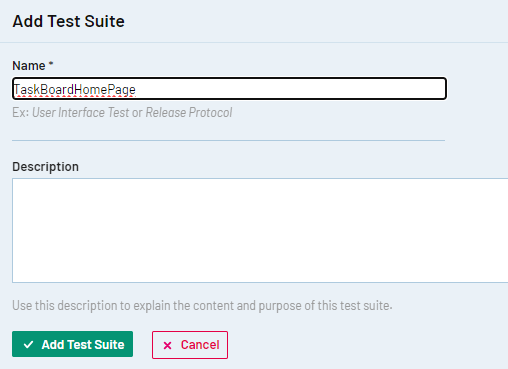 Add Test Suite
Name *
TaskBoardHomePage
Ex: User Interface Test or Release Protocol
Description
Use this description to explain the content and purpose of this test suite.
Add Test Suite
Cancel